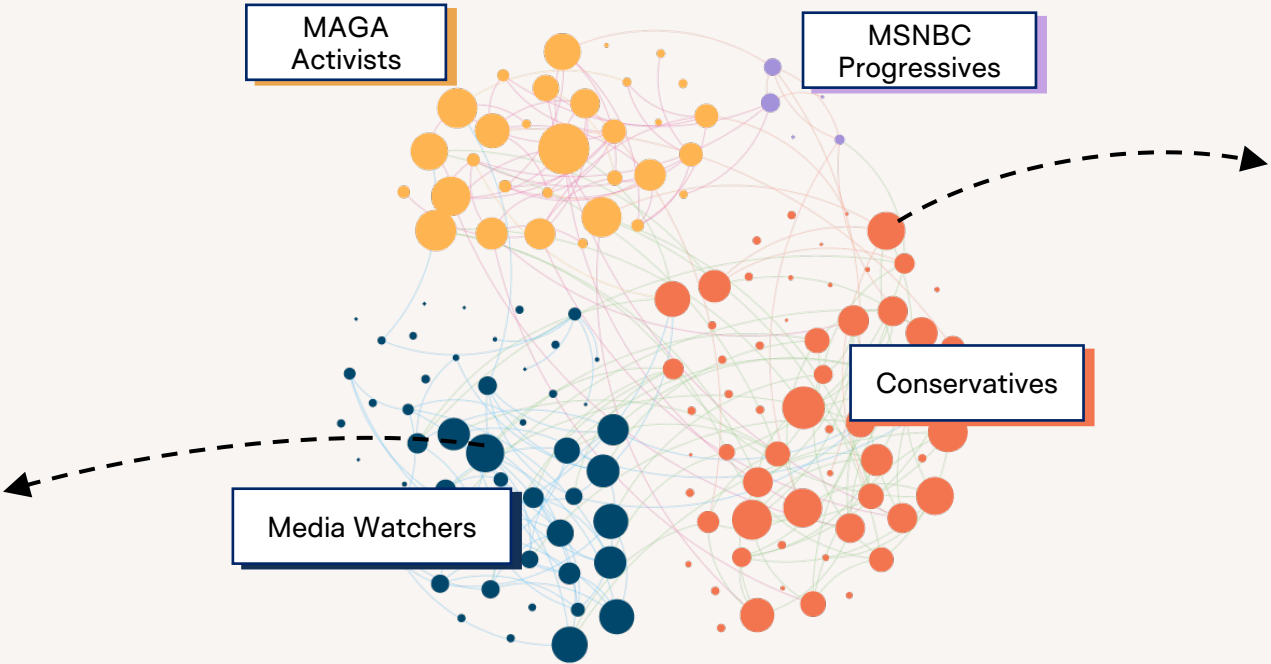 MAGA
Activists
MSNBC
Progressives
Conservatives
Media Watchers